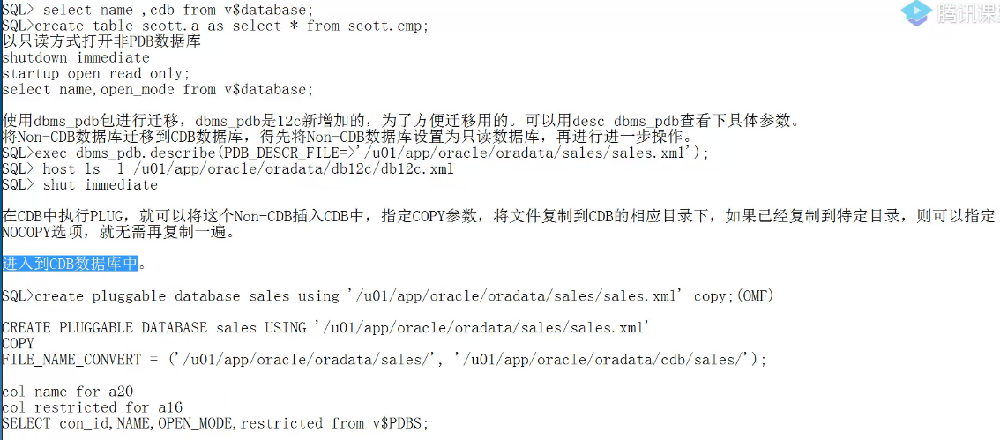 SQL> select name ,cdb from v$database;
SQL>create table scott.a as select * from scott.emp;
以只读方式打开非PDB数据库
shutdown immediate
startup open read only;
select name,open_mode from v$database;
使用dbms_pdb包进行迁移，dbms_pdb是12c新增加的，为了方便迁移用的。可以用desc dbms_pdb查看下具体参数。
将Non-CDB数据库迁移到CDB数据库，得先将Non-CDB数据库设置为只读数据库，再进行进一步操作。
SQL>exec dbms_pdb.describe(PDB_DESCR_FILE=>'/u01/app/oracle/oradata/sales/sales.xml');
SQL> host ls -l /u01/app/oracle/oradata/db12c/db12c.xml
SQL> shut immediate
在CDB中执行PLUG，就可以将这个Non-CDB插入CDB中，指定COPY参数，将文件复制到CDB的相应目录下，如果已经复制到特定目录，则可以指定
NOCOPY选项，就无需再复制一遍。
进入到CDB数据库中。
SQL>create pluggable database sales using '/u01/app/oracle/oradata/sales/sales.xml' copy;(OMF)
CREATE PLUGGABLE DATABASE sales USING '/u01/app/oracle/oradata/sales/sales.xml'
COPY
FILE_NAME_CONVERT = ('/u01/app/oracle/oradata/sales/', '/u01/app/oracle/oradata/cdb/sales/');
col name for a20
col restricted for a16
SELECT con_id,NAME,OPEN_MODE,restricted from v$PDBS;
腾讯课